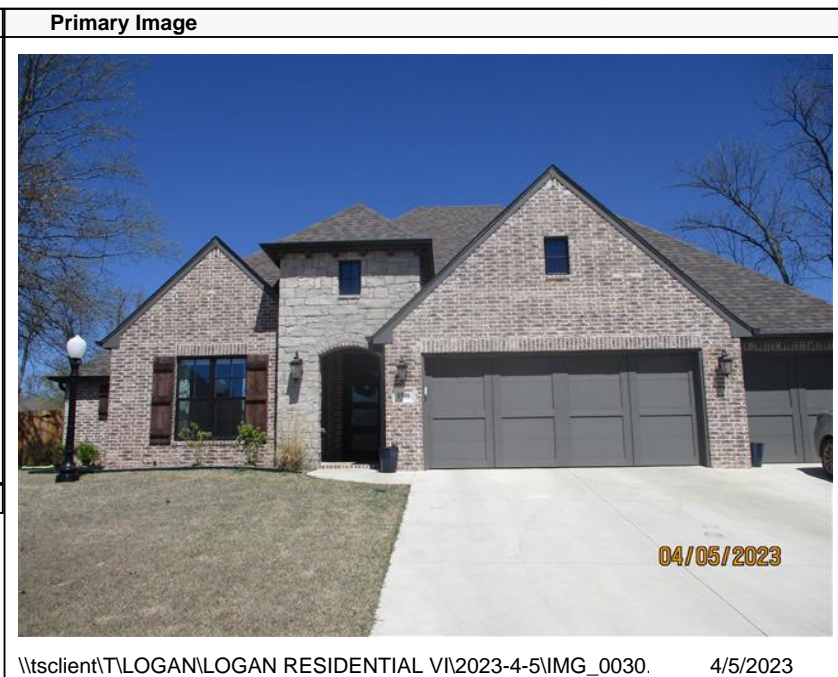 Primary Image
04/05/2023
\\tsclient\T\LOGAN\LOGAN RESIDENTIAL VI\2023-4-5\IMG_0030.
4/5/2023